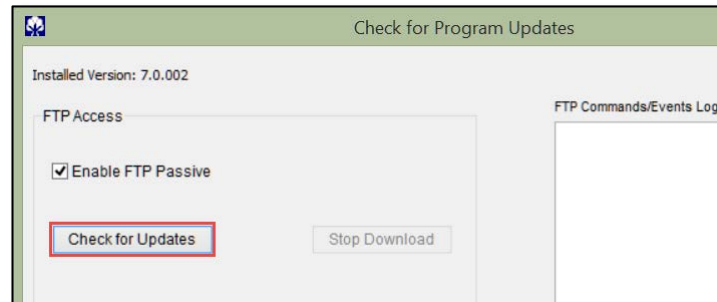 Check for Program Updates
Installed Version: 7.0.002
FTP Access
FTP Commands/Events Log
Enable FTP Passive
Check for Updates
Stop Download